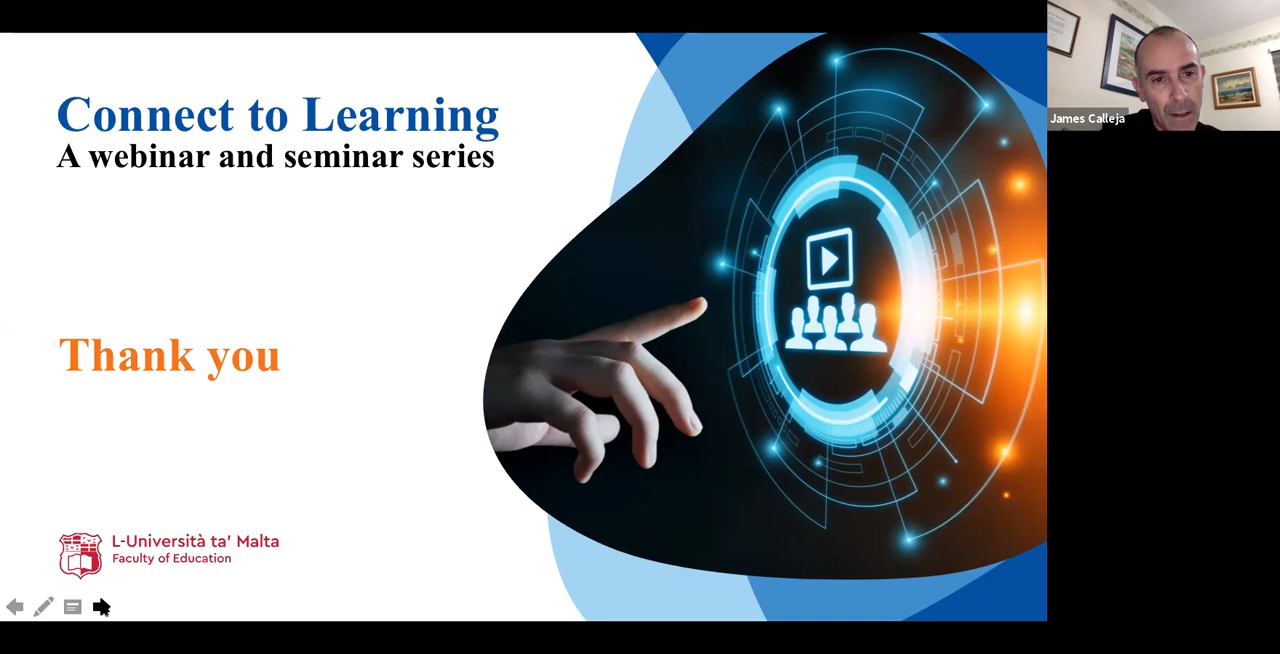 Connect to Learning
A webinar and seminar series
Thank you
L-Università ta' Malta
Faculty of Education
James Calleja